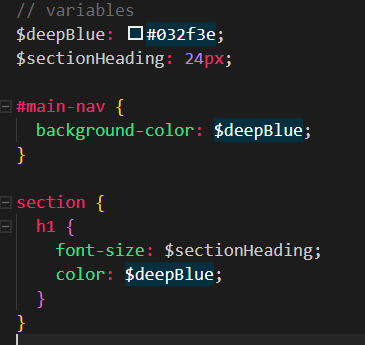 // variables
$deepBlue: #032f3e;
$sectionHeading: 24px;
#main-nav {
background-color: $deepBlue;
}
section {
h1 {
font-size: $sectionHeading;
color: $deepBlue;
}
}